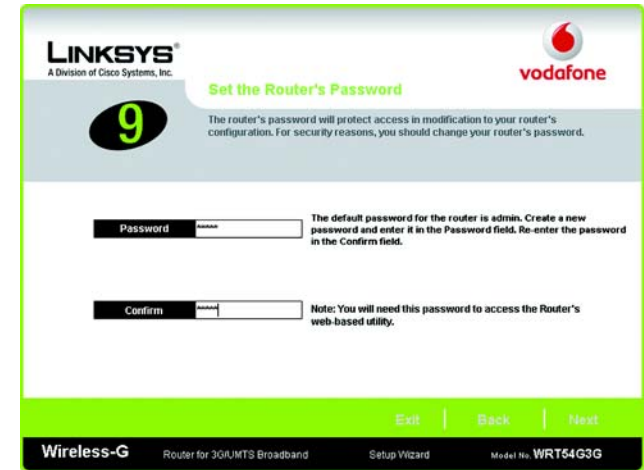 LINKSYS®
A Division of Cisco Systems, Inc.
vodafone
Set the Router's Password
9
The router's password will protect access in modification to your router's
configuration. For security reasons, you should change your router's password.
Password
*****
The default password for the router is admin. Create a new
password and enter it in the Password field. Re-enter the password
in the Confirm field.
Confirm
*****
Note: You will need this password to access the Router's
web-based utility.
Exit
Back
Next
Wireless-G Router for 3G/UMTS Broadband Setup Wizard Model No. WRT54G3G